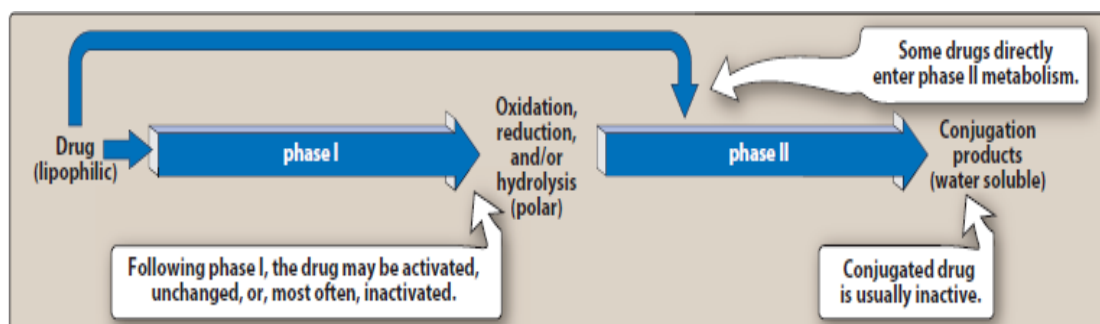 Some drugs directly
enter phase II metabolism.
Drug
(lipophilic)
phase I
Oxidation,
reduction,
and/or
hydrolysis
(polar)
phase II
Conjugation
products
(water soluble)
Following phase I, the drug may be activated,
unchanged, or, most often, inactivated.
Conjugated drug
is usually inactive.